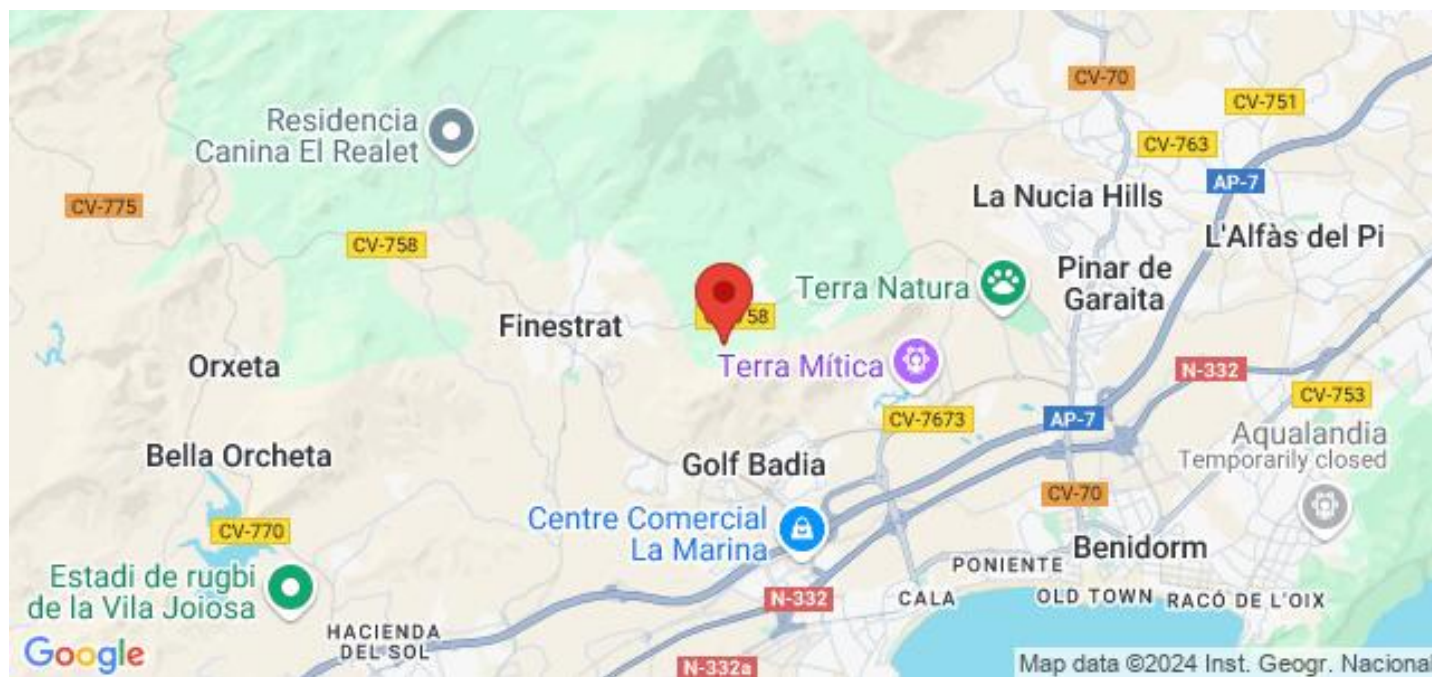 CV-70
CV-751
Residencia
Canina El Realet
CV-763
AP-7
La Nucia Hills
CV-775
CV-758
L'Alfàs del Pi
Pinar de
Garaita
Terra Natura
58
Finestrat
Orxeta
Terra Mítica
N-332
CV-753
CV-7673
AP-7
Aqualandia
Temporarily closed
Bella Orcheta
Golf Badia
CV-70
Centre Comercial
La Marina
CV-770
Benidorm
PONIENTE
Estadi de rugbi
de la Vila Joiosa
N-332
CALA
OLD TOWN
RACÓ DE L'OIX
HACIENDA
DEL SOL
Google
N-332a
Map data ©2024 Inst. Geogr. Nacional